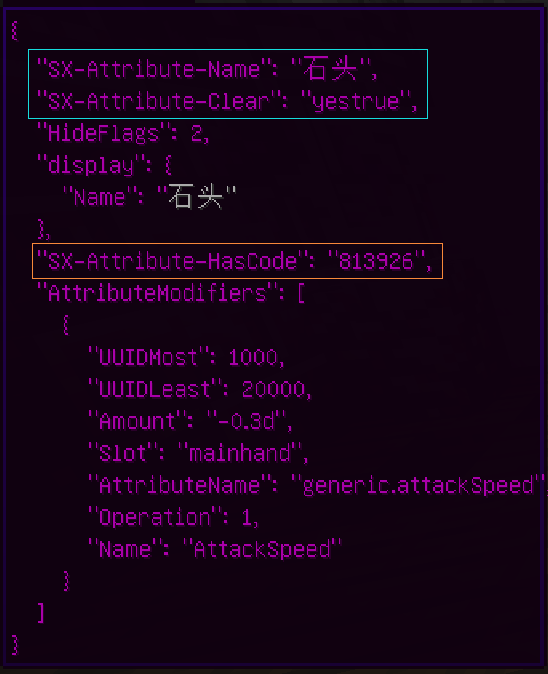 {
"SX-Attribute-Name": "石头",
"SX-Attribute-Clear": "yestrue",
"HideFlags": 2,
"display": {
"Name": "石头"
},
"SX-Attribute-HasCode": "813926",
"AttributeModifiers": [
{
"UUIDMost": 1000,
"UUIDLeast": 20000,
"Amount": "-0.3d",
"Slot": "mainhand",
"AttributeName": "generic.attackSpeed"
"Operation": 1,
"Name": "AttackSpeed"
}
]
}